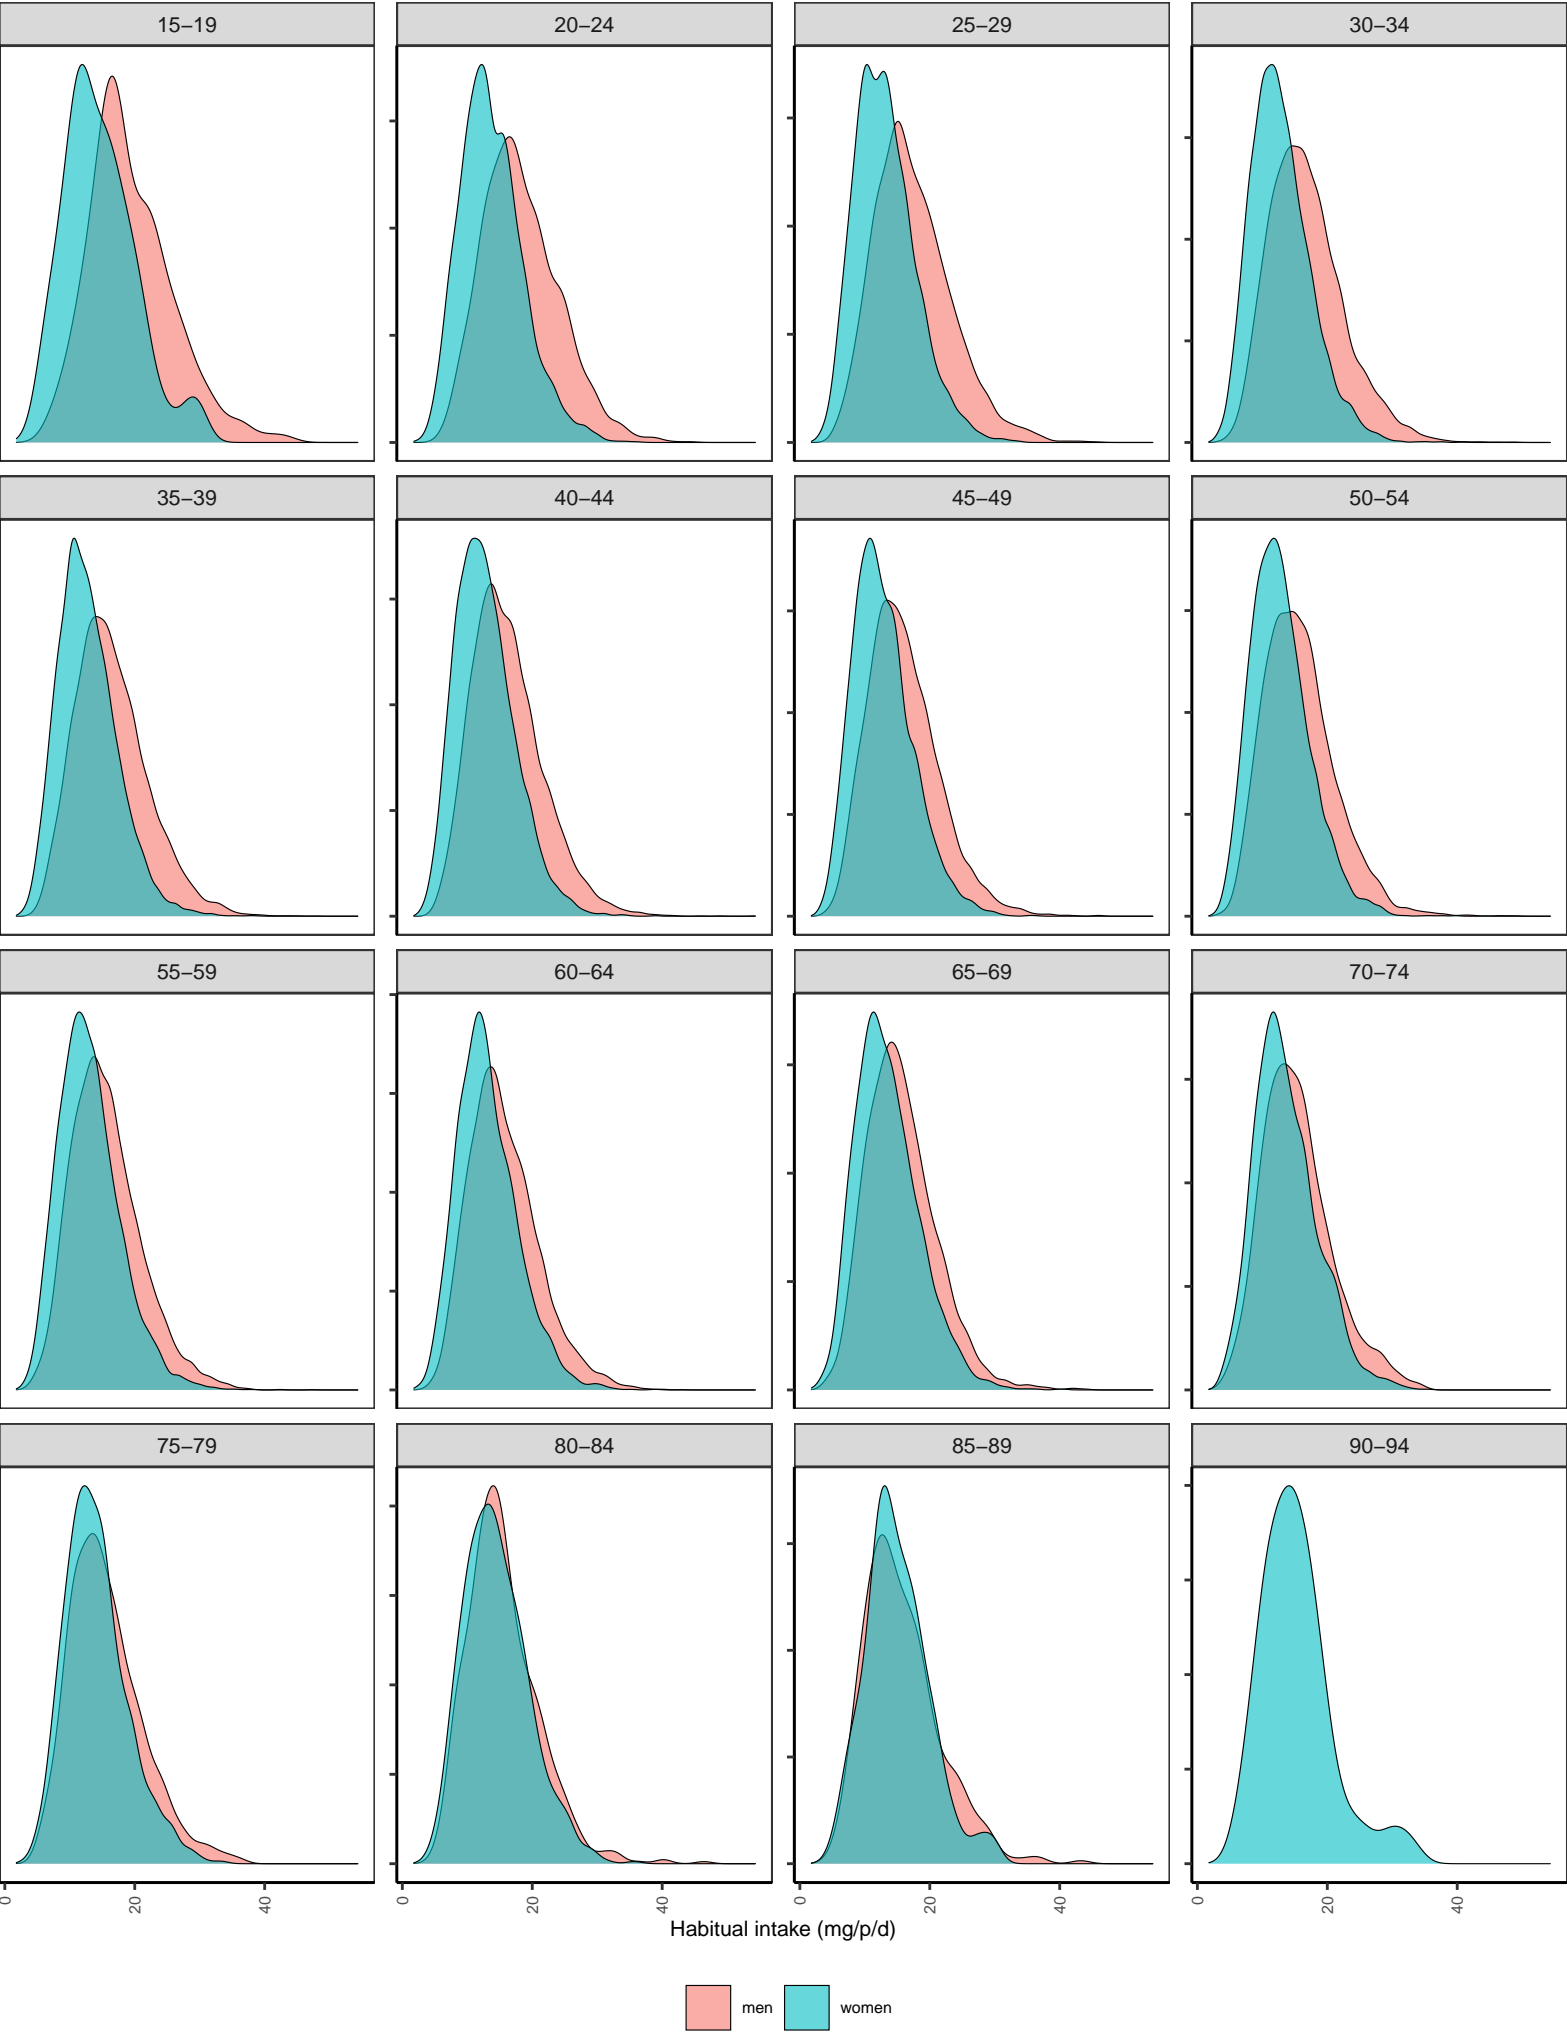 15–19 20–24 25–29 30–34
35–39 40–44 45–49 50–54
55–59 60–64 65–69 70–74
75–79 80–84 85–89 90–94
0 20 40 0 20 40 0 20 40 0 20 40
Habitual intake (mg/p/d)
men women